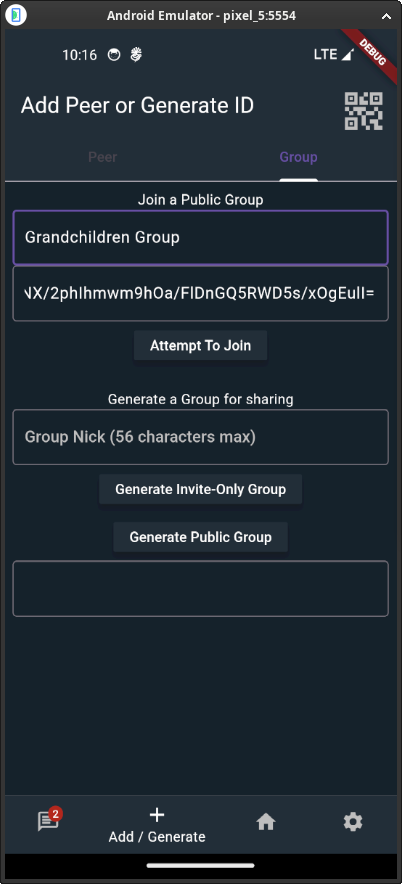 Android Emulator - pixel_5:5554
10:16
LTE
DEBUG
Add Peer or Generate ID
Peer
Group
Join a Public Group
Grandchildren Group
NX/2phIhmwm9hOa/FlDnGQ5RWD5s/xOgEulI=
Attempt To Join
Generate a Group for sharing
Group Nick (56 characters max)
Generate Invite-Only Group
Generate Public Group
2
Add / Generate